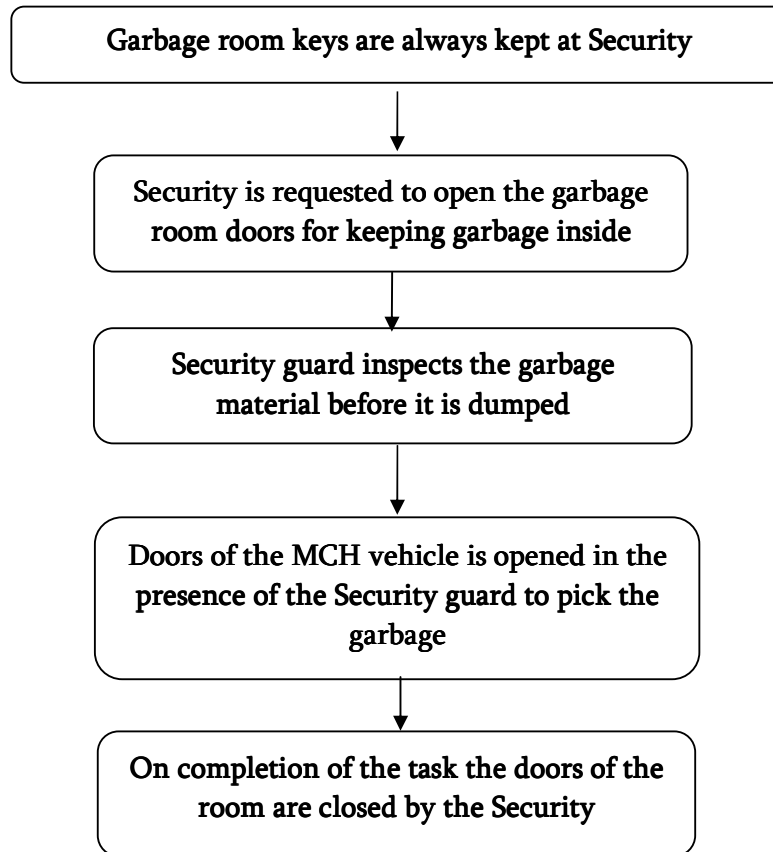 Garbage room keys are always kept at Security
Security is requested to open the garbage
room doors for keeping garbage inside
Security guard inspects the garbage
material before it is dumped
Doors of the MCH vehicle is opened in the
presence of the Security guard to pick the
garbage
On completion of the task the doors of the
room are closed by the Security